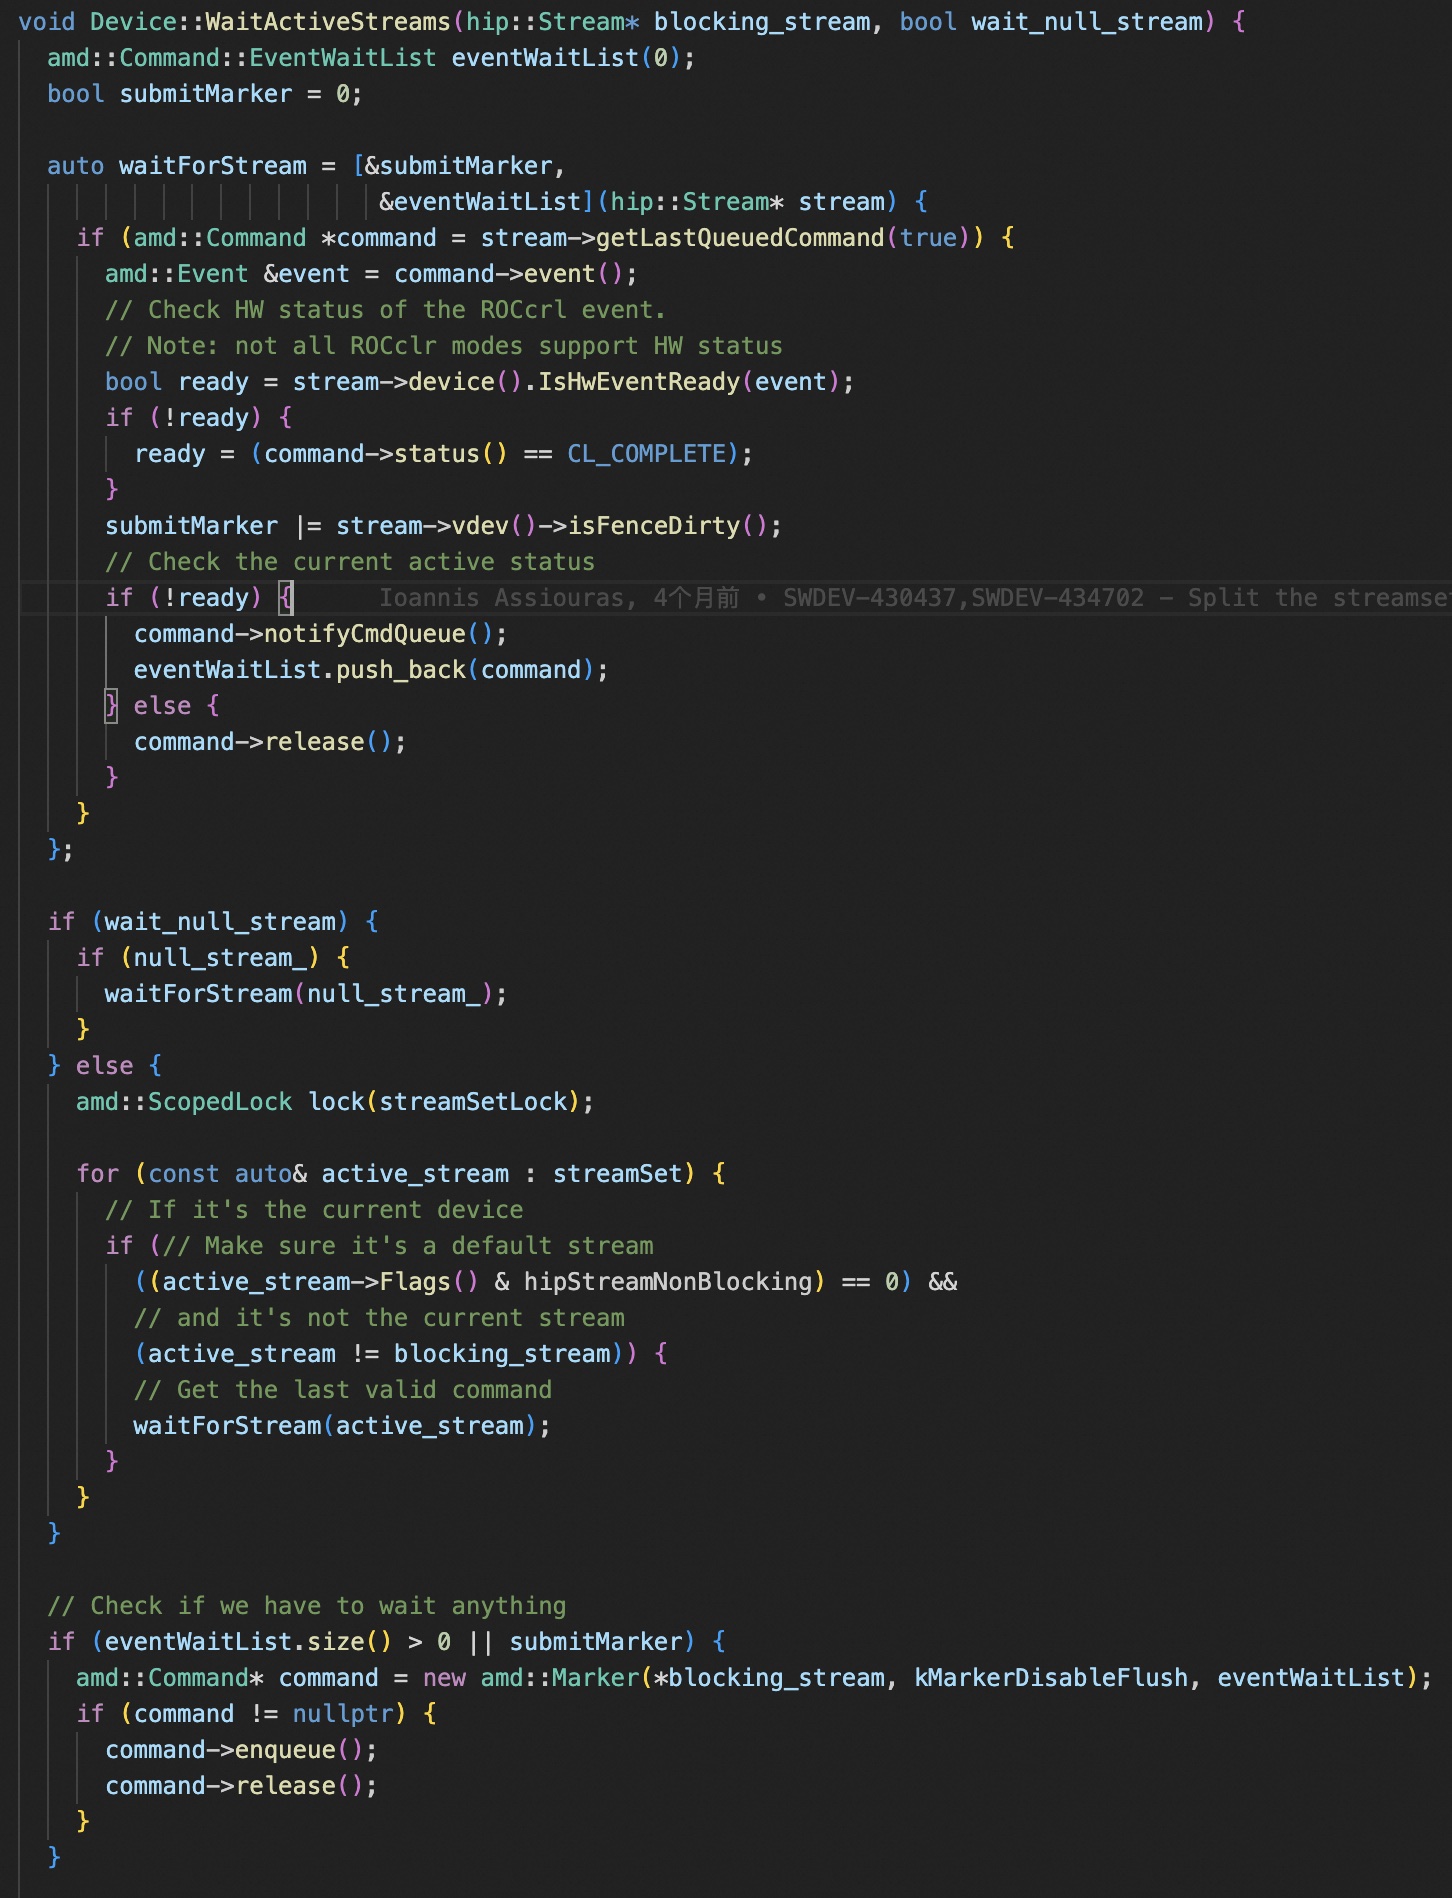 void Device::WaitActiveStreams(hip::Stream* blocking_stream, bool wait_null_stream) {
  amd::Command::EventWaitList eventWaitList(0);
  bool submitMarker = 0;

  auto waitForStream = [&submitMarker,
                        &eventWaitList](hip::Stream* stream) {
    if (amd::Command *command = stream->getLastQueuedCommand(true)) {
      amd::Event &event = command->event();
      // Check HW status of the ROCcrl event.
      // Note: not all ROCclr modes support HW status
      bool ready = stream->device().IsHwEventReady(event);
      if (!ready) {
        ready = (command->status() == CL_COMPLETE);
      }
      submitMarker |= stream->vdev()->isFenceDirty();
      // Check the current active status
      if (!ready) {      Ioannis Assiouras, 4个月前 • SWDEV-430437,SWDEV-434702 – Split the streamse
        command->notifyCmdQueue();
        eventWaitList.push_back(command);
      } else {
        command->release();
      }
    }
  };

  if (wait_null_stream) {
    if (null_stream_) {
      waitForStream(null_stream_);
    }
  } else {
    amd::ScopedLock lock(streamSetLock);

    for (const auto& active_stream : streamSet) {
      // If it's the current device
      if (// Make sure it's a default stream
        ((active_stream->Flags() & hipStreamNonBlocking) == 0) &&
        // and it's not the current stream
        (active_stream != blocking_stream)) {
        // Get the last valid command
        waitForStream(active_stream);
      }
    }
  }

  // Check if we have to wait anything
  if (eventWaitList.size() > 0 || submitMarker) {
    amd::Command* command = new amd::Marker(*blocking_stream, kMarkerDisableFlush, eventWaitList);
    if (command != nullptr) {
      command->enqueue();
      command->release();
    }
  }